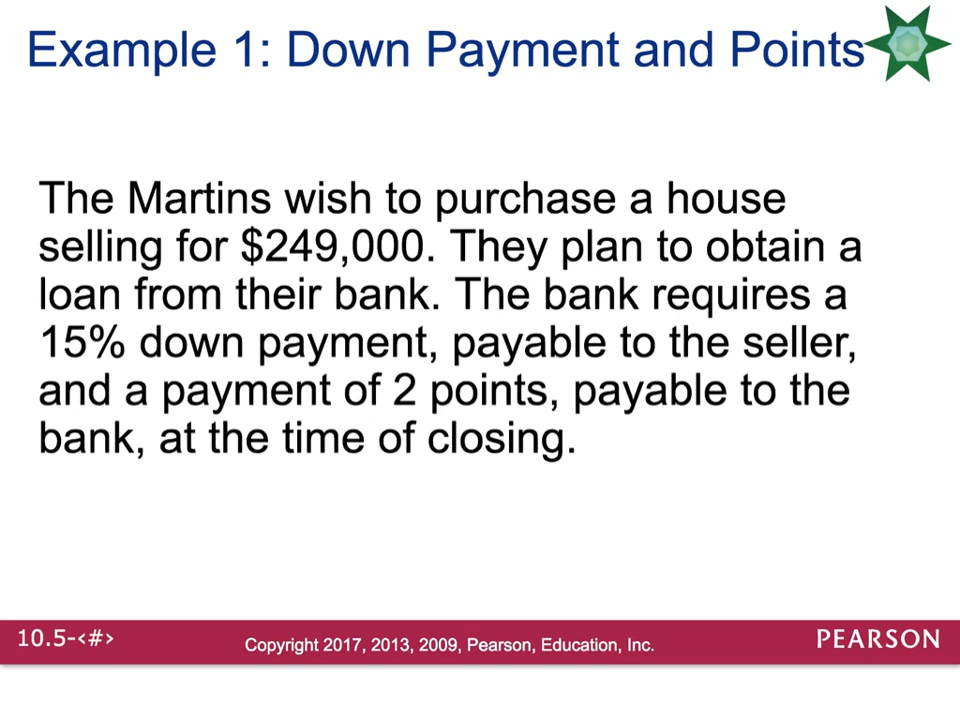 Example 1: Down Payment and Points
The Martins wish to purchase a house
selling for $249,000. They plan to obtain a
loan from their bank. The bank requires a
15% down payment, payable to the seller,
and a payment of 2 points, payable to the
bank, at the time of closing.
10.5-‹#›
Copyright 2017, 2013, 2009, Pearson, Education, Inc.
PEARSON